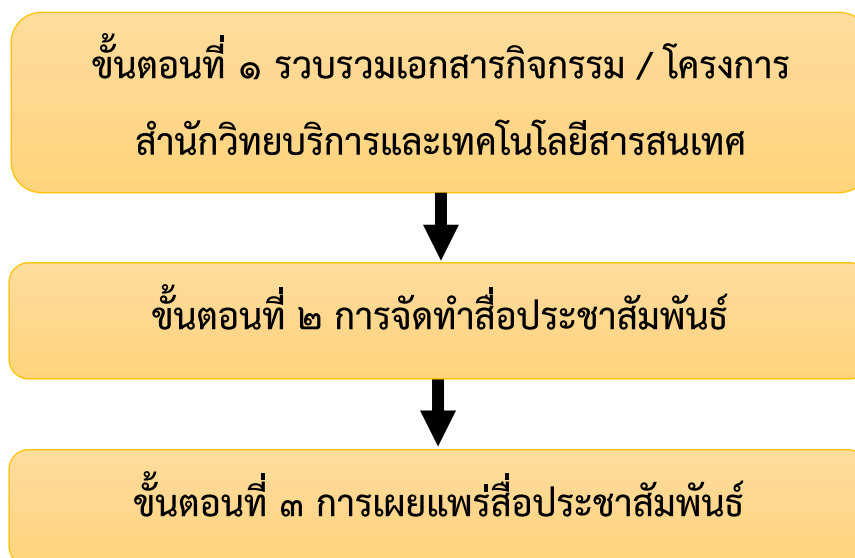 ขั้นตอนที่ ๑ รวบรวมเอกสารกิจกรรม / โครงการ
สำนักวิทยบริการและเทคโนโลยีสารสนเทศ
ขั้นตอนที่ ๒ การจัดทำสื่อประชาสัมพันธ์
ขั้นตอนที่ ๓ การเผยแพร่สื่อประชาสัมพันธ์